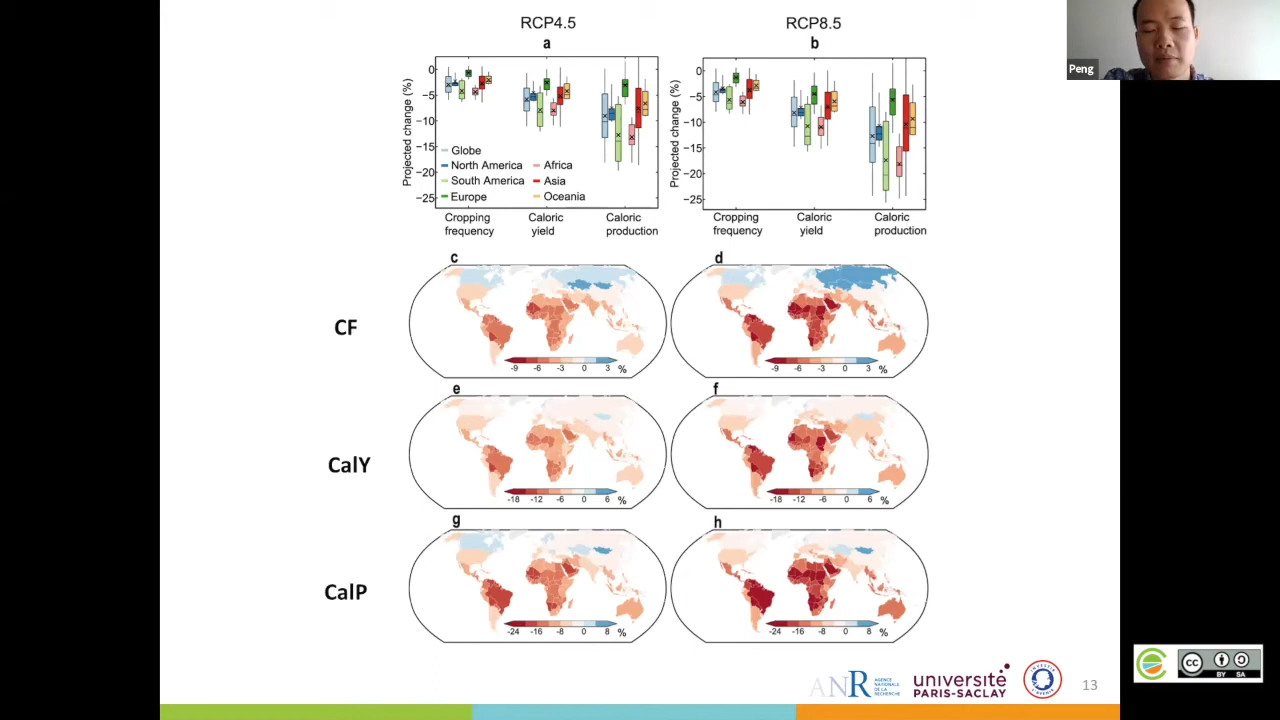 RCP4.5
RCP8.5
Peng
a
b
Projected change (%)
0
−5
−10
−15
−20
−25
Globe
North America
South America
Europe
Africa
Asia
Oceania
Cropping frequency
Caloric yield
Caloric production
Projected change (%)
0
−5
−10
−15
−20
−25
Cropping frequency
Caloric yield
Caloric production
c
d
CF
-9 -6 -3 0 3 %
-9 -6 -3 0 3 %
e
f
CalY
-18 -12 -6 0 6 %
-18 -12 -6 0 6 %
g
h
CalP
-24 -16 -8 0 8 %
-24 -16 -8 0 8 %
ANR
AGENCE
NATIONALE
DE LA
RECHERCHE
université
PARIS-SACLAY
13
CC
BY SA